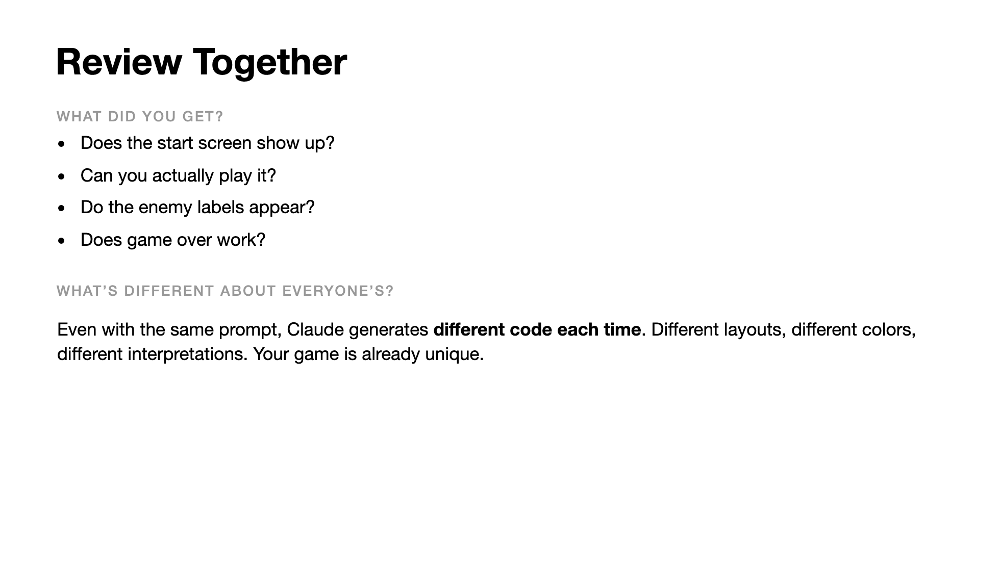 Review Together
WHAT DID YOU GET?
• Does the start screen show up?
• Can you actually play it?
• Do the enemy labels appear?
• Does game over work?
WHAT’S DIFFERENT ABOUT EVERYONE’S?
Even with the same prompt, Claude generates different code each time. Different layouts, different colors,
different interpretations. Your game is already unique.